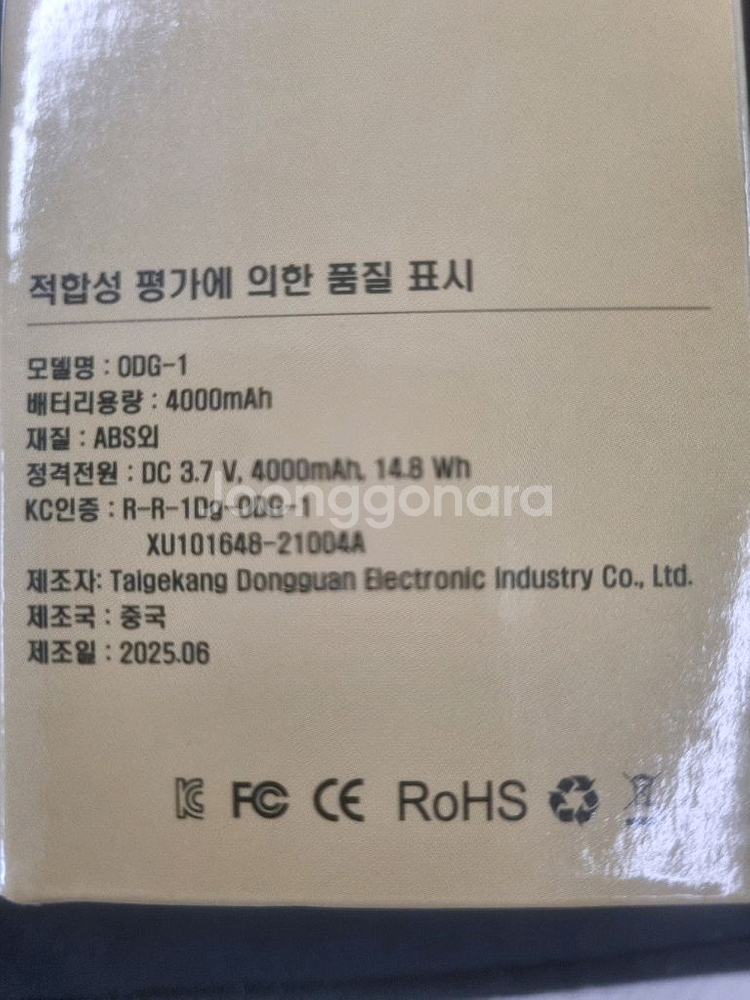 적합성 평가에 의한 품질 표시
모델명 : ODG-1
배터리용량 : 4000mAh
재질 : ABS외
정격전원 : DC 3.7 V, 4000mAh, 14.8 Wh
KC인증 : R-R-1Dg-ODG-1
XU101648-21004A
joonggonara
제조자: Taigekang Dongguan Electronic Industry Co., Ltd.
제조국 : 중국
제조일 : 2025.06
KC FC CE RoHS